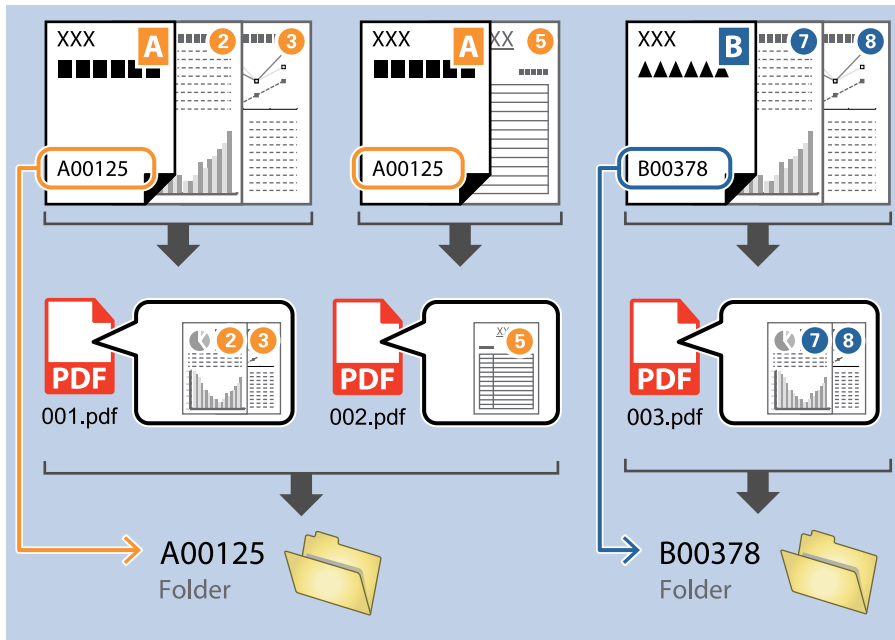 XXX
A
2
3
A00125
XXX
A
XX
5
A00125
XXX
B
7
8
B00378
PDF
2
3
001.pdf
PDF
5
002.pdf
PDF
7
8
003.pdf
A00125
Folder
B00378
Folder